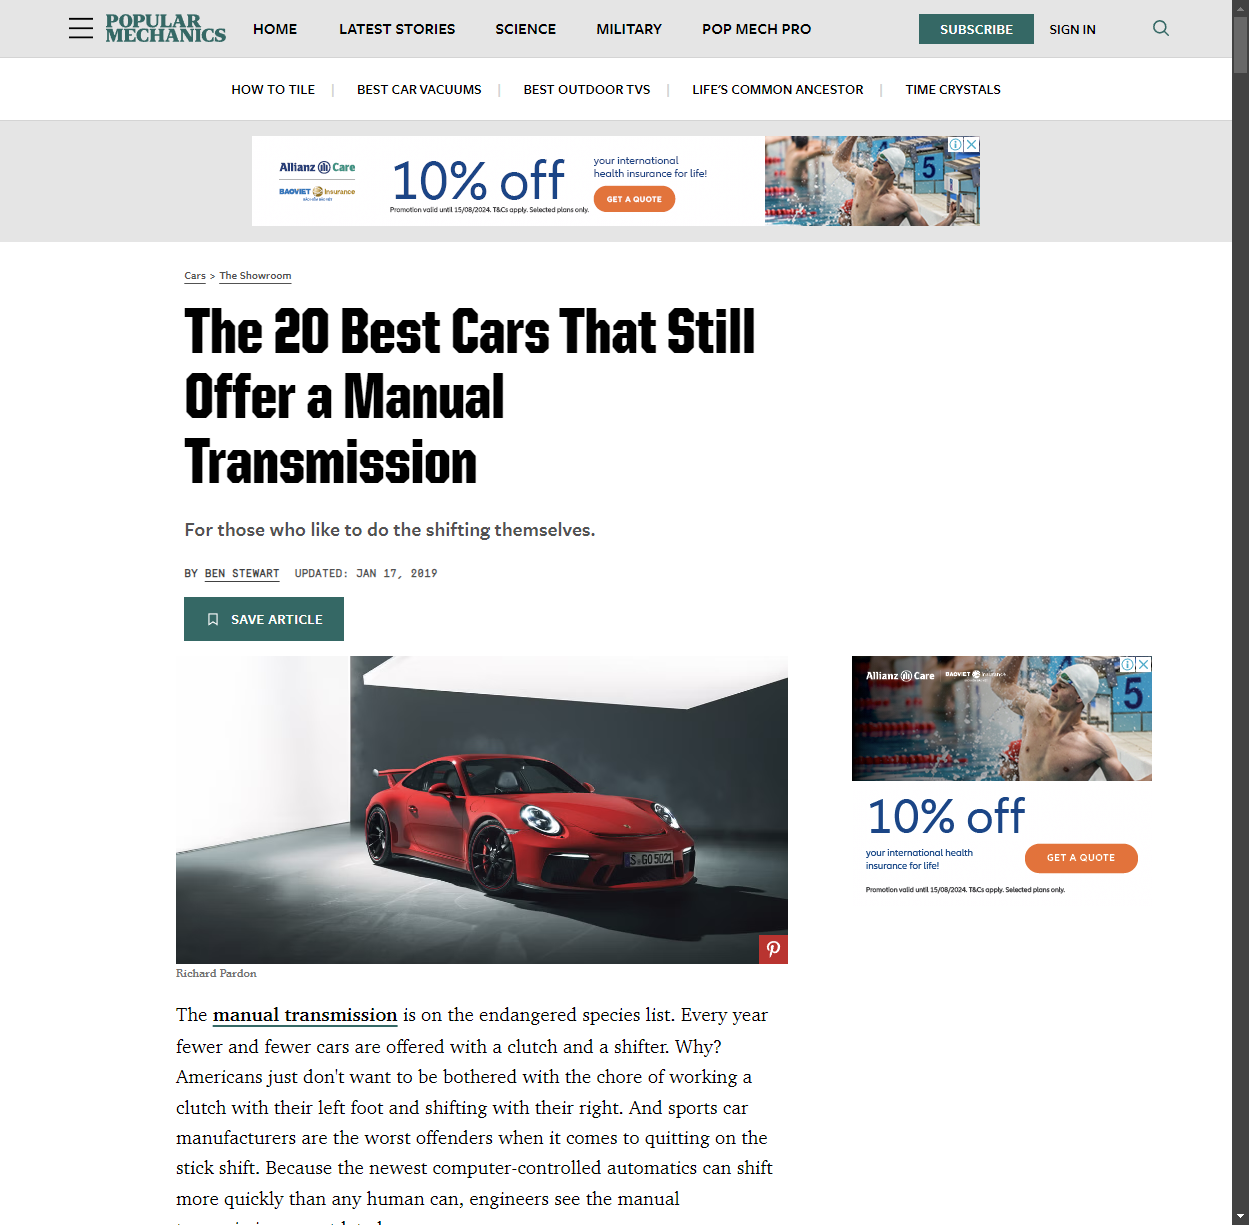 POPULAR
MECHANICS
HOME
LATEST STORIES
SCIENCE
MILITARY
POP MECH PRO
SUBSCRIBE
SIGN IN
HOW TO TILE
BEST CAR VACUUMS
BEST OUTDOOR TVS
LIFE'S COMMON ANCESTOR
TIME CRYSTALS
Allianz Care
BAOVIET Insurance
10% off
Promotion valid until 15/08/2024. T&Cs apply. Selected plans only.
your international
health insurance for life!
GET A QUOTE
5
Cars > The Showroom
The 20 Best Cars That Still
Offer a Manual
Transmission
For those who like to do the shifting themselves.
BY BEN STEWART UPDATED: JAN 17, 2019
SAVE ARTICLE
S GO 5021
Richard Pardon
Allianz Care
BAOVIET Insurance
5
10% off
your international health
insurance for life!
GET A QUOTE
Promotion valid until 15/08/2024. T&Cs apply. Selected plans only.
The manual transmission is on the endangered species list. Every year
fewer and fewer cars are offered with a clutch and a shifter. Why?
Americans just don't want to be bothered with the chore of working a
clutch with their left foot and shifting with their right. And sports car
manufacturers are the worst offenders when it comes to quitting on the
stick shift. Because the newest computer-controlled automatics can shift
more quickly than any human can, engineers see the manual